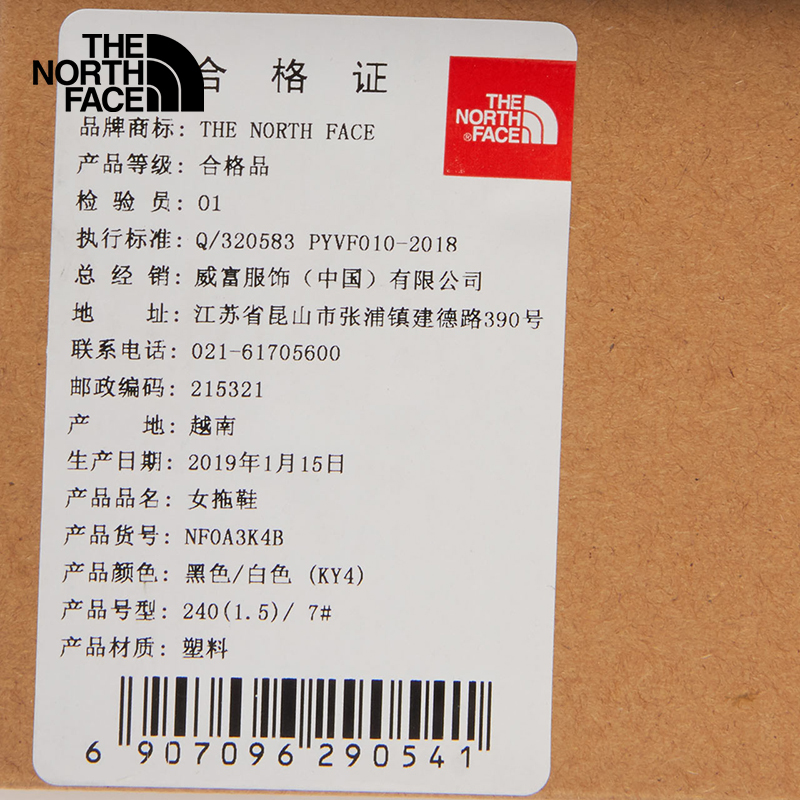 THE
NORTH
FACE
合格证
THE
NORTH
®FACE
品牌商标: THE NORTH FACE
产品等级: 合格品
检 验 员: 01
执行标准: Q/320583 PYVF010-2018
总 经 销: 威富服饰（中国）有限公司
地 址: 江苏省昆山市张浦镇建德路390号
联系电话: 021-61705600
邮政编码: 215321
产 地: 越南
生产日期: 2019年1月15日
产品品名: 女拖鞋
产品货号: NF0A3K4B
产品颜色: 黑色/白色 (KY4)
产品号型: 240(1.5)/ 7#
产品材质: 塑料
6 907096 290541